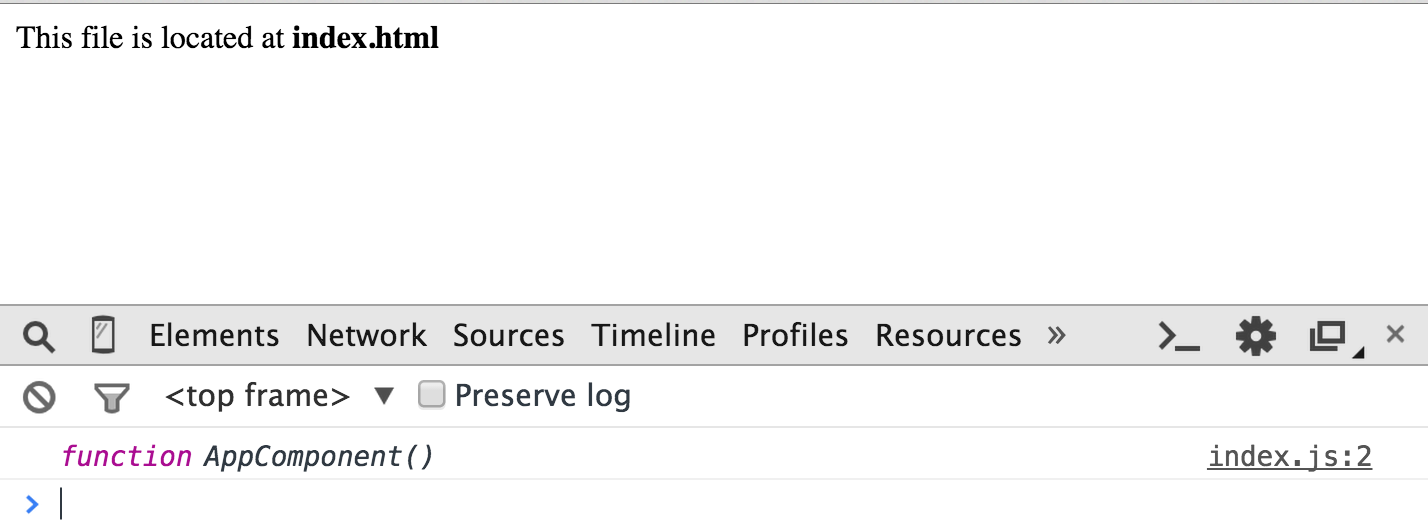 This file is located at index.html
Elements Network Sources Timeline Profiles Resources »
<top frame> ▼ Preserve log
function AppComponent() index.js:2